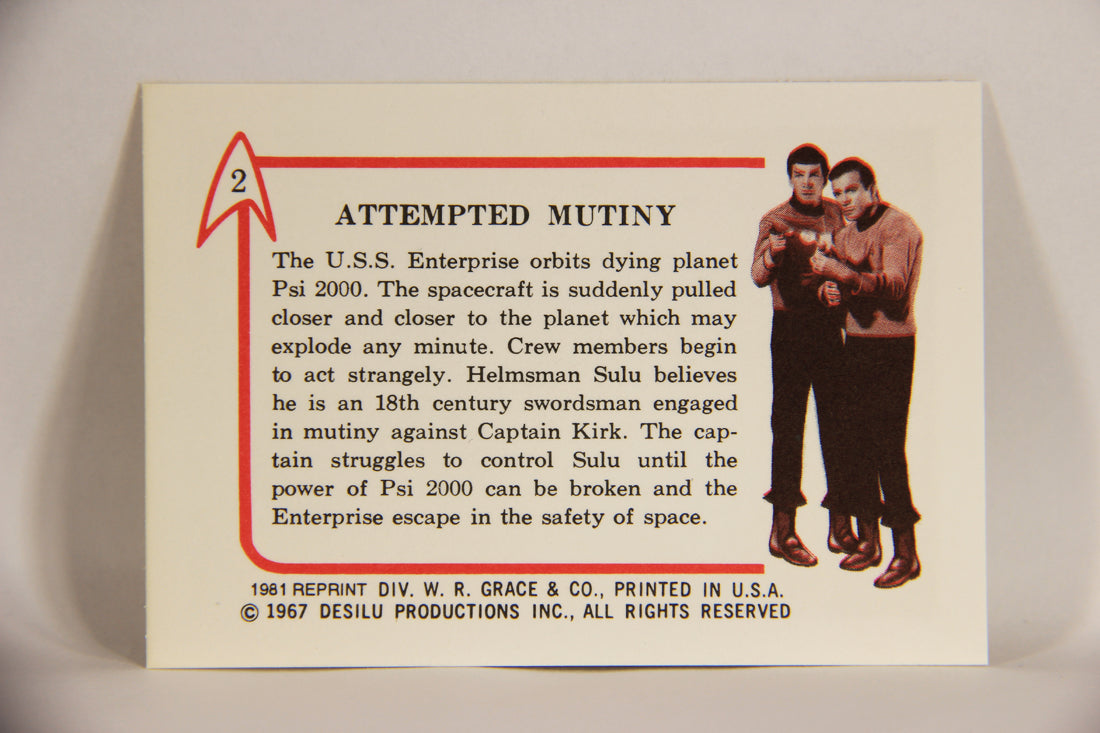 2
ATTEMPTED MUTINY
The U.S.S. Enterprise orbits dying planet
Psi 2000. The spacecraft is suddenly pulled
closer and closer to the planet which may
explode any minute. Crew members begin
to act strangely. Helmsman Sulu believes
he is an 18th century swordsman engaged
in mutiny against Captain Kirk. The cap-
tain struggles to control Sulu until the
power of Psi 2000 can be broken and the
Enterprise escape in the safety of space.
1981 REPRINT DIV. W. R. GRACE & CO., PRINTED IN U.S.A.
© 1967 DESILU PRODUCTIONS INC., ALL RIGHTS RESERVED